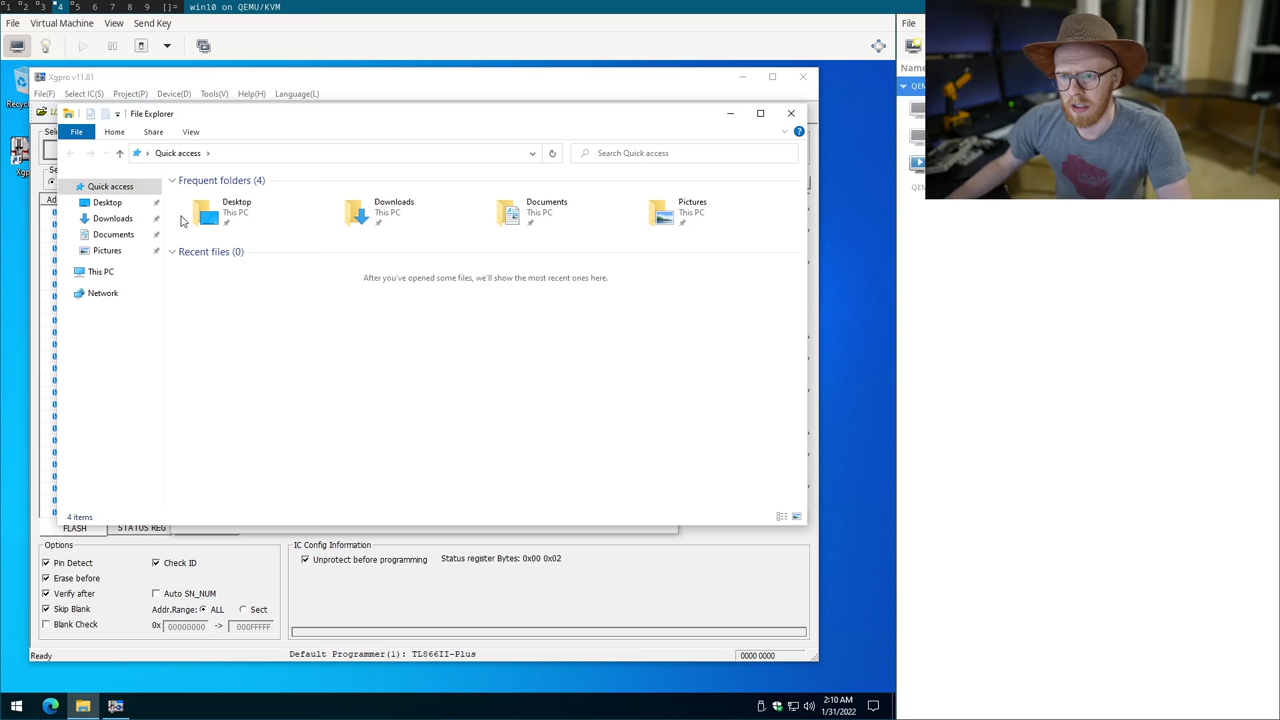 1 2 3 4 5 6 7 8 9 []= win10 on QEMU/KVM
File Virtual Machine View Send Key
File
Name
QEM
QEM
Recyc
Xgp
Xgpro v11.81
File(F) Select IC(S) Project(P) Device(D) Tools(V) Help(H) Language(L)
File Explorer
File Home Share View
Quick access
Search Quick access
Quick access
Desktop
Downloads
Documents
Pictures
This PC
Network
Frequent folders (4)
Desktop
This PC
Downloads
This PC
Documents
This PC
Pictures
This PC
Recent files (0)
After you've opened some files, we'll show the most recent ones here.
4 items
FLASH STATUS REG
Options
Pin Detect Check ID
Erase before
Verify after Auto SN_NUM
Skip Blank Addr.Range: ALL Sect
Blank Check 0x 00000000 -> 000FFFFF
IC Config Information
Unprotect before programming Status register Bytes: 0x00 0x02
Ready Default Programmer(1): TL866II-Plus 0000 0000
2:10 AM
1/31/2022